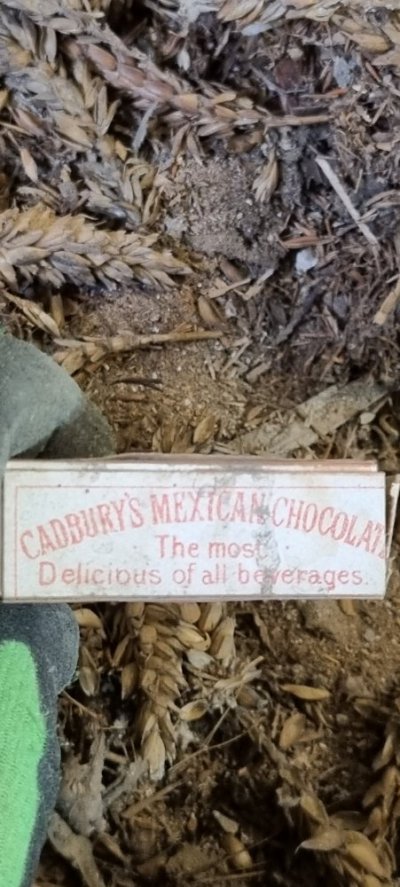 CADBURY'S MEXICAN CHOCOLAT
The most
Delicious of all beverages.